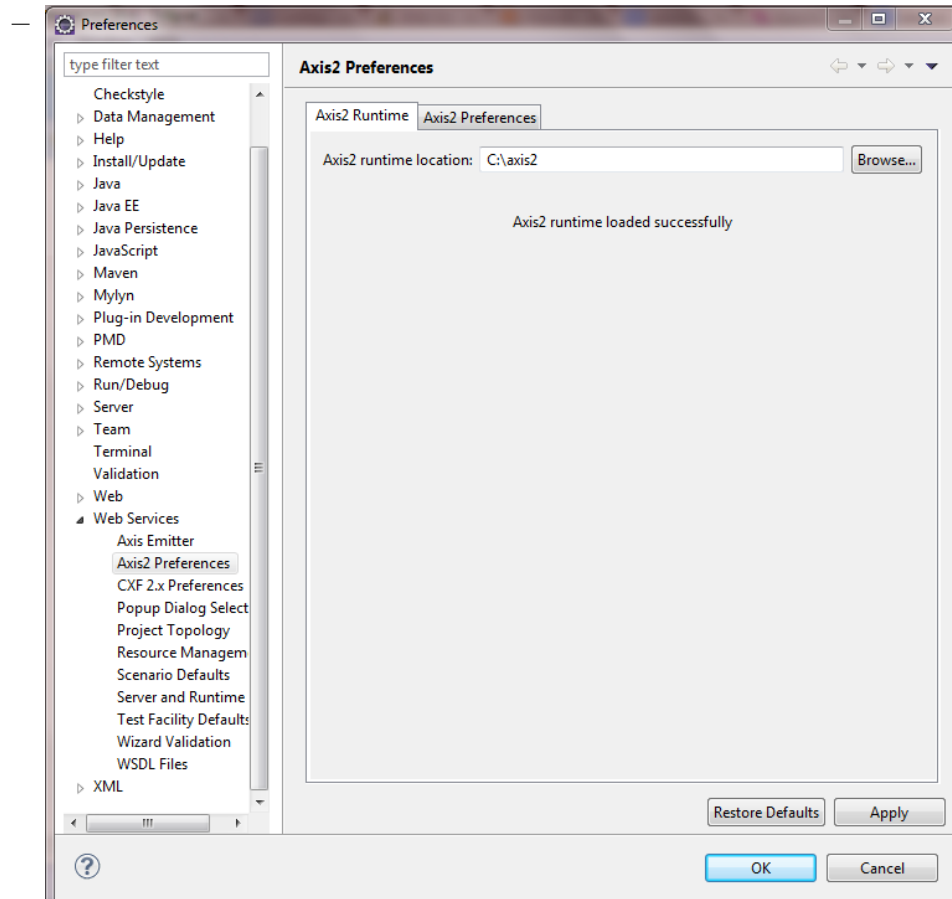 —
Preferences
type filter text
Checkstyle
Data Management
Help
Install/Update
Java
Java EE
Java Persistence
JavaScript
Maven
Mylyn
Plug-in Development
PMD
Remote Systems
Run/Debug
Server
Team
Terminal
Validation
Web
Web Services
Axis Emitter
Axis2 Preferences
CXF 2.x Preferences
Popup Dialog Select
Project Topology
Resource Managem
Scenario Defaults
Server and Runtime
Test Facility Defaults
Wizard Validation
WSDL Files
XML
Axis2 Preferences
Axis2 Runtime Axis2 Preferences
Axis2 runtime location: C:\axis2 Browse...
Axis2 runtime loaded successfully
Restore Defaults Apply
? OK Cancel